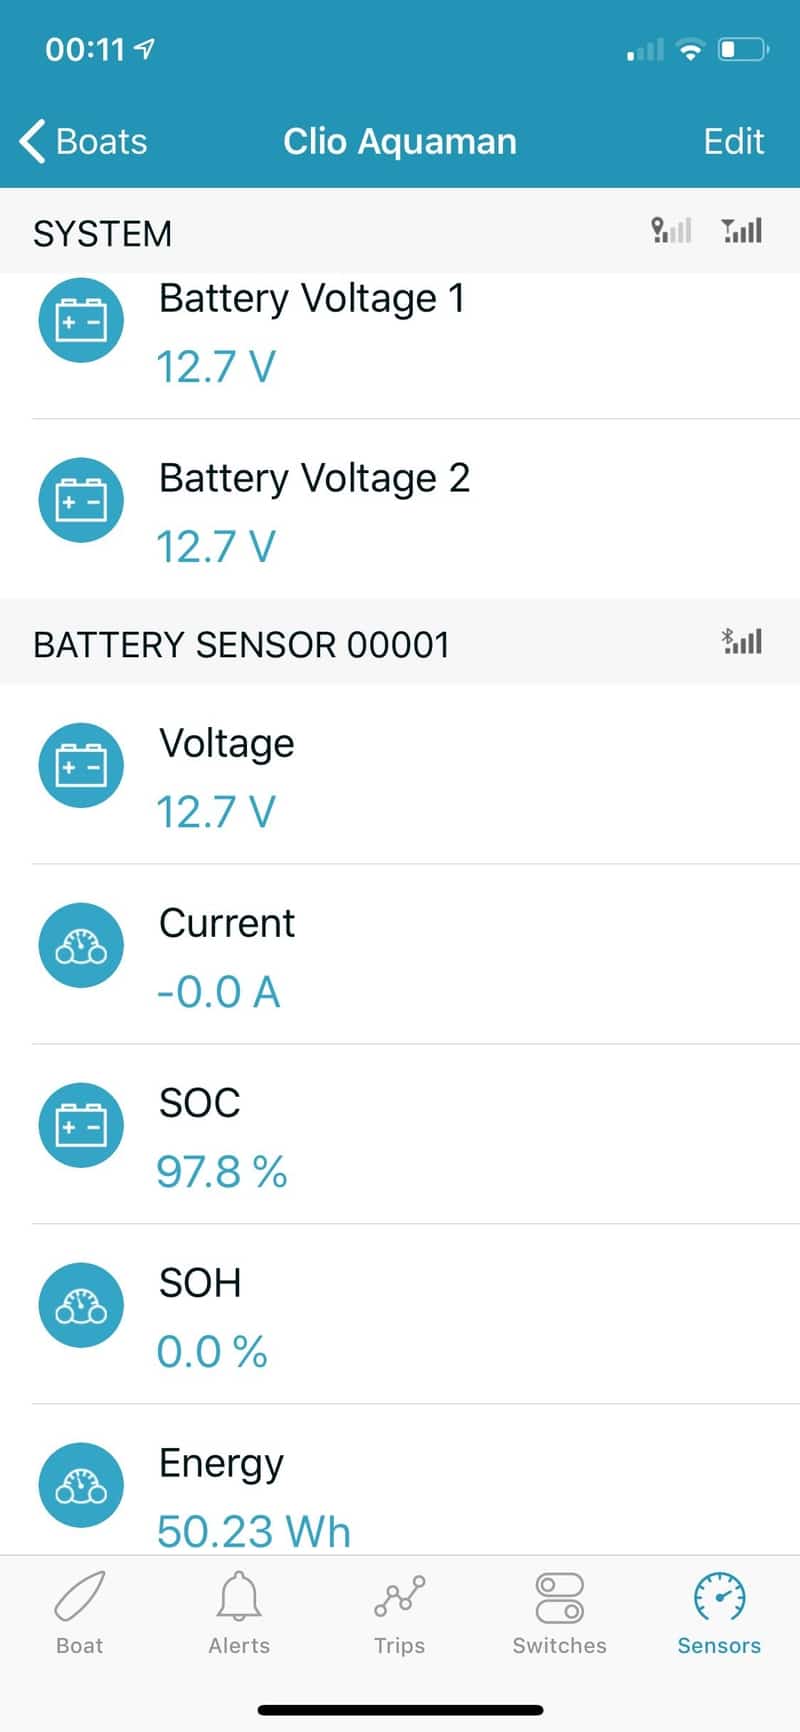 00:11
Boats
Clio Aquaman
Edit
SYSTEM
Battery Voltage 1
12.7 V
Battery Voltage 2
12.7 V
BATTERY SENSOR 00001
Voltage
12.7 V
Current
-0.0 A
SOC
97.8 %
SOH
0.0 %
Energy
50.23 Wh
Boat
Alerts
Trips
Switches
Sensors